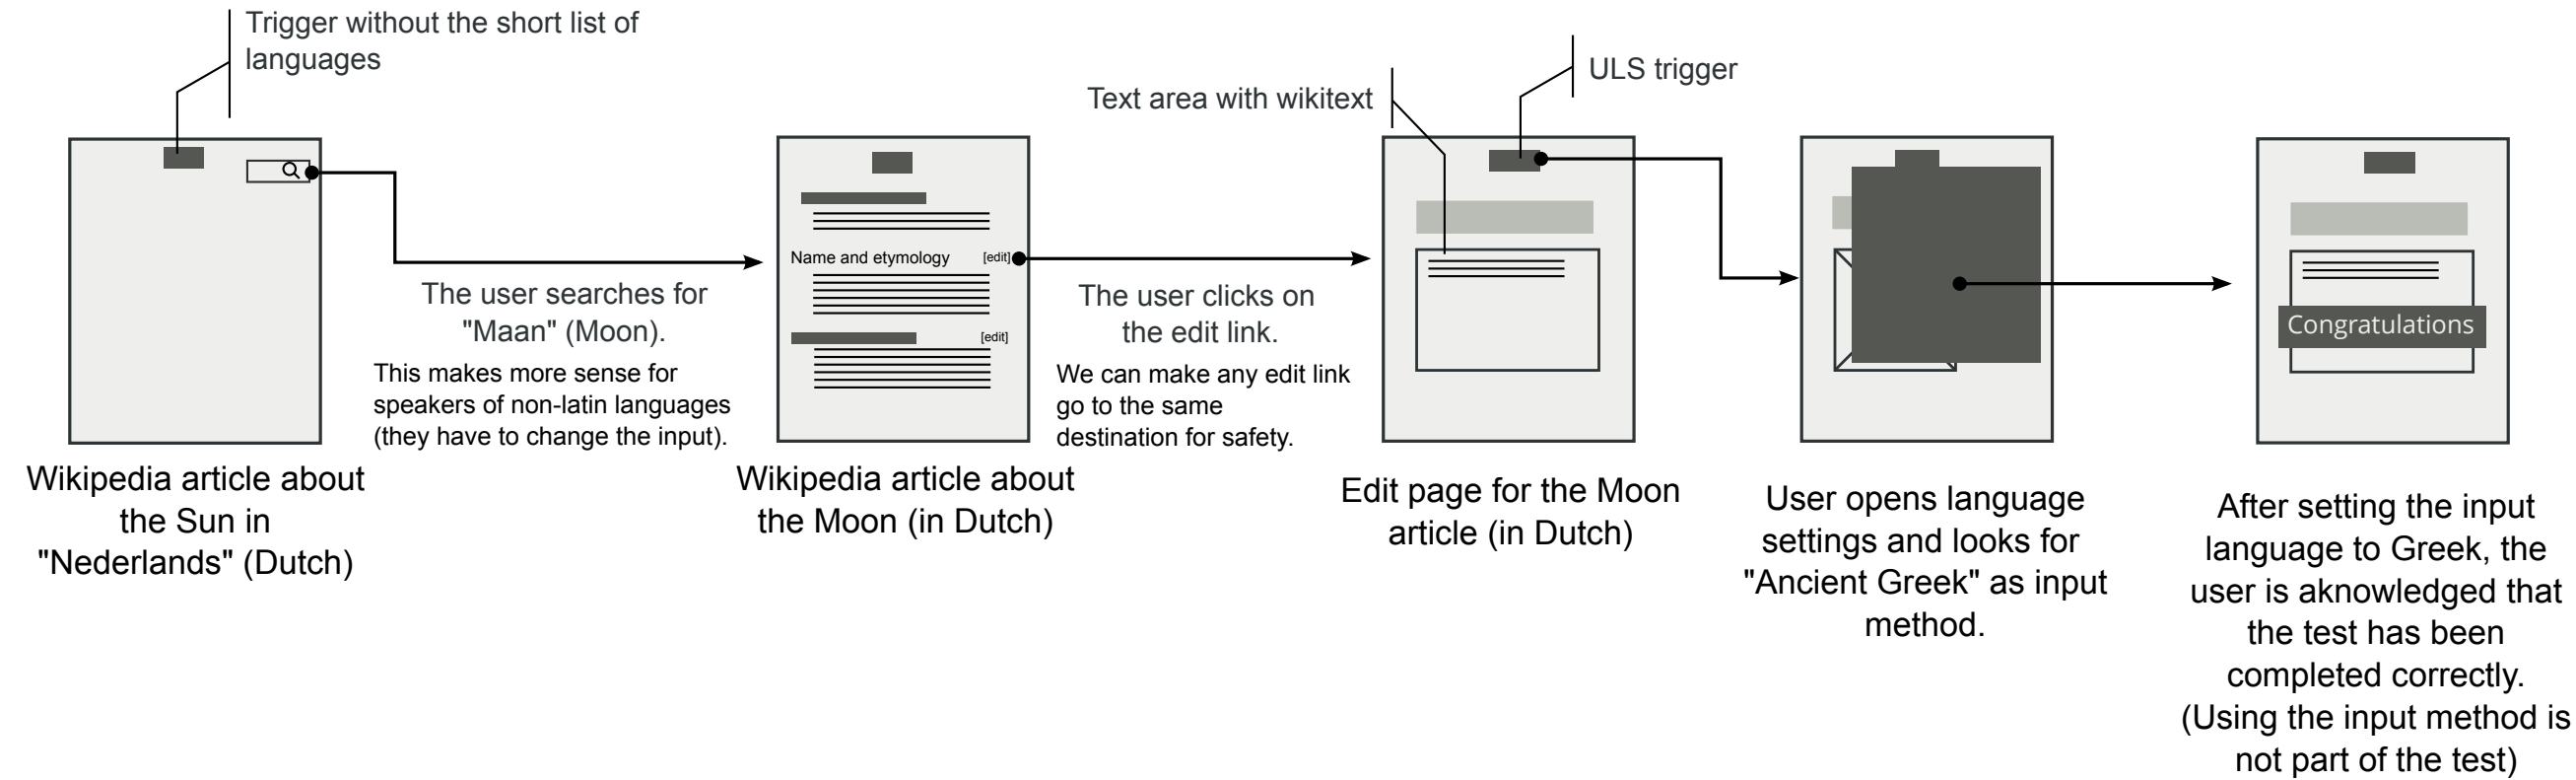 Trigger without the short list of
languages
Wikipedia article about
the Sun in
"Nederlands" (Dutch)
The user searches for
"Maan" (Moon).
This makes more sense for
speakers of non-latin languages
(they have to change the input).
Name and etymology [edit]
[edit]
Wikipedia article about
the Moon (in Dutch)
The user clicks on
the edit link.
We can make any edit link
go to the same
destination for safety.
Text area with wikitext
ULS trigger
Edit page for the Moon
article (in Dutch)
User opens language
settings and looks for
"Ancient Greek" as input
method.
Congratulations
After setting the input
language to Greek, the
user is aknowledged that
the test has been
completed correctly.
(Using the input method is
not part of the test)